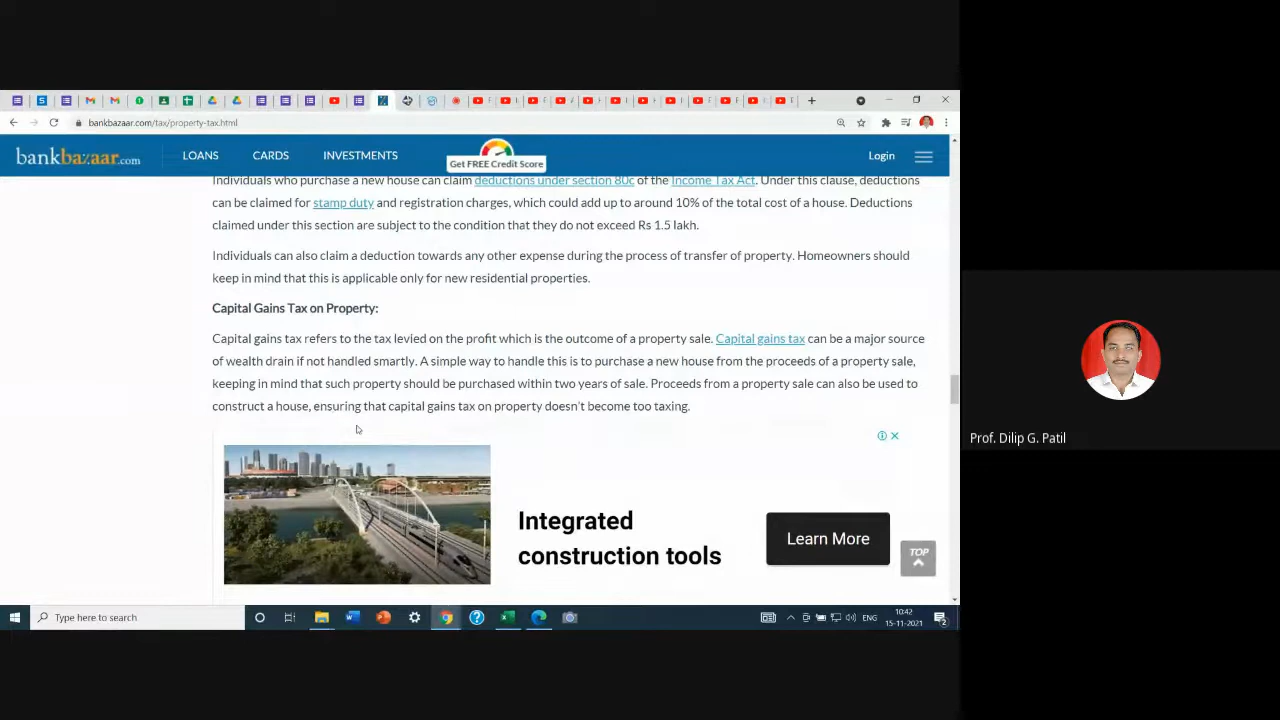 bankbazaar.com/tax/property-tax.html
bankbazaar.com
LOANS
CARDS
INVESTMENTS
Get FREE Credit Score
Login
Individuals who purchase a new house can claim deductions under section 80c of the Income Tax Act. Under this clause, deductions
can be claimed for stamp duty and registration charges, which could add up to around 10% of the total cost of a house. Deductions
claimed under this section are subject to the condition that they do not exceed Rs 1.5 lakh.
Individuals can also claim a deduction towards any other expense during the process of transfer of property. Homeowners should
keep in mind that this is applicable only for new residential properties.
Capital Gains Tax on Property:
Capital gains tax refers to the tax levied on the profit which is the outcome of a property sale. Capital gains tax can be a major source
of wealth drain if not handled smartly. A simple way to handle this is to purchase a new house from the proceeds of a property sale,
keeping in mind that such property should be purchased within two years of sale. Proceeds from a property sale can also be used to
construct a house, ensuring that capital gains tax on property doesn't become too taxing.
Integrated
construction tools
Learn More
TOP
Prof. Dilip G. Patil
Type here to search
ENG
10:42
15-11-2021
2